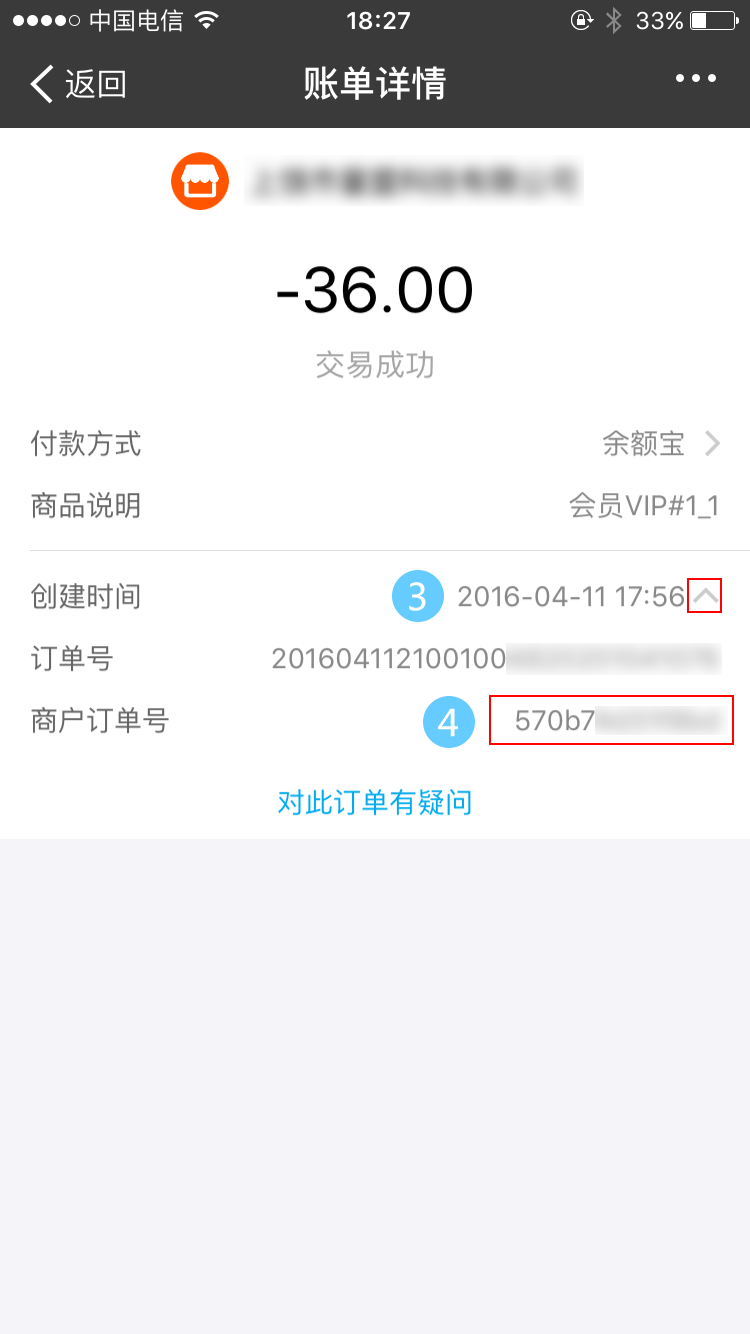 中国电信 18:27 33%
返回 账单详情
-36.00
交易成功
付款方式 余额宝
商品说明 会员VIP#1_1
创建时间 3 2016-04-11 17:56
订单号 201604112100100
商户订单号 4 570b7
对此订单有疑问